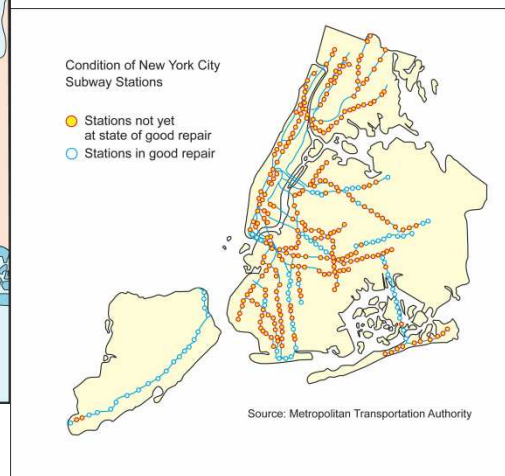 Condition of New York City
Subway Stations
Stations not yet
at state of good repair
Stations in good repair
Source: Metropolitan Transportation Authority